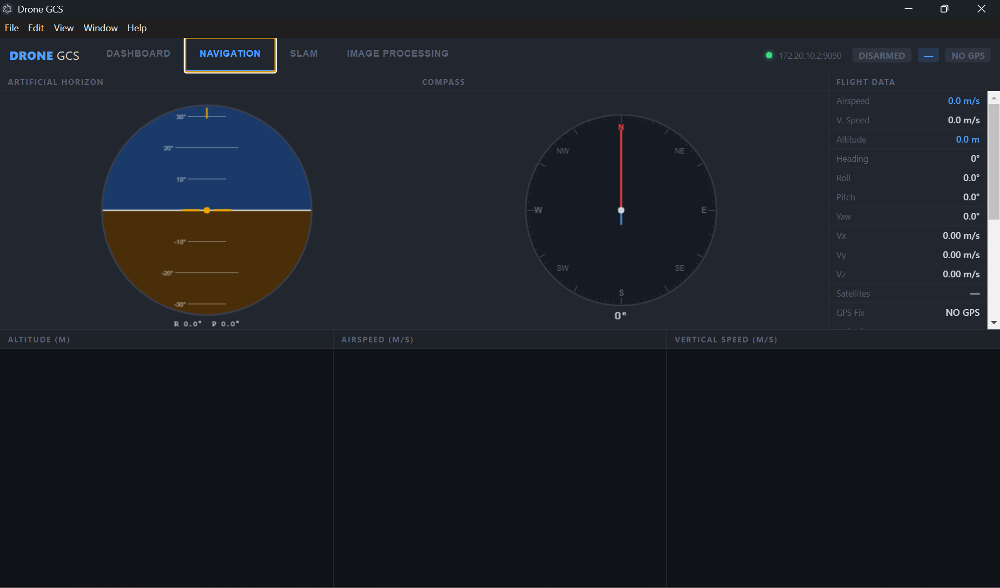 Drone GCS
File Edit View Window Help
DRONE GCS DASHBOARD NAVIGATION SLAM IMAGE PROCESSING 172.20.10.2:9090 DISARMED — NO GPS
ARTIFICIAL HORIZON
30°
20°
10°
-10°
-20°
-30°
R 0.0° P 0.0°
COMPASS
N
NW NE
W E
SW SE
S
0°
FLIGHT DATA
Airspeed 0.0 m/s
V. Speed 0.0 m/s
Altitude 0.0 m
Heading 0°
Roll 0.0°
Pitch 0.0°
Yaw 0.0°
Vx 0.00 m/s
Vy 0.00 m/s
Vz 0.00 m/s
Satellites —
GPS Fix NO GPS
ALTITUDE (M)
AIRSPEED (M/S)
VERTICAL SPEED (M/S)